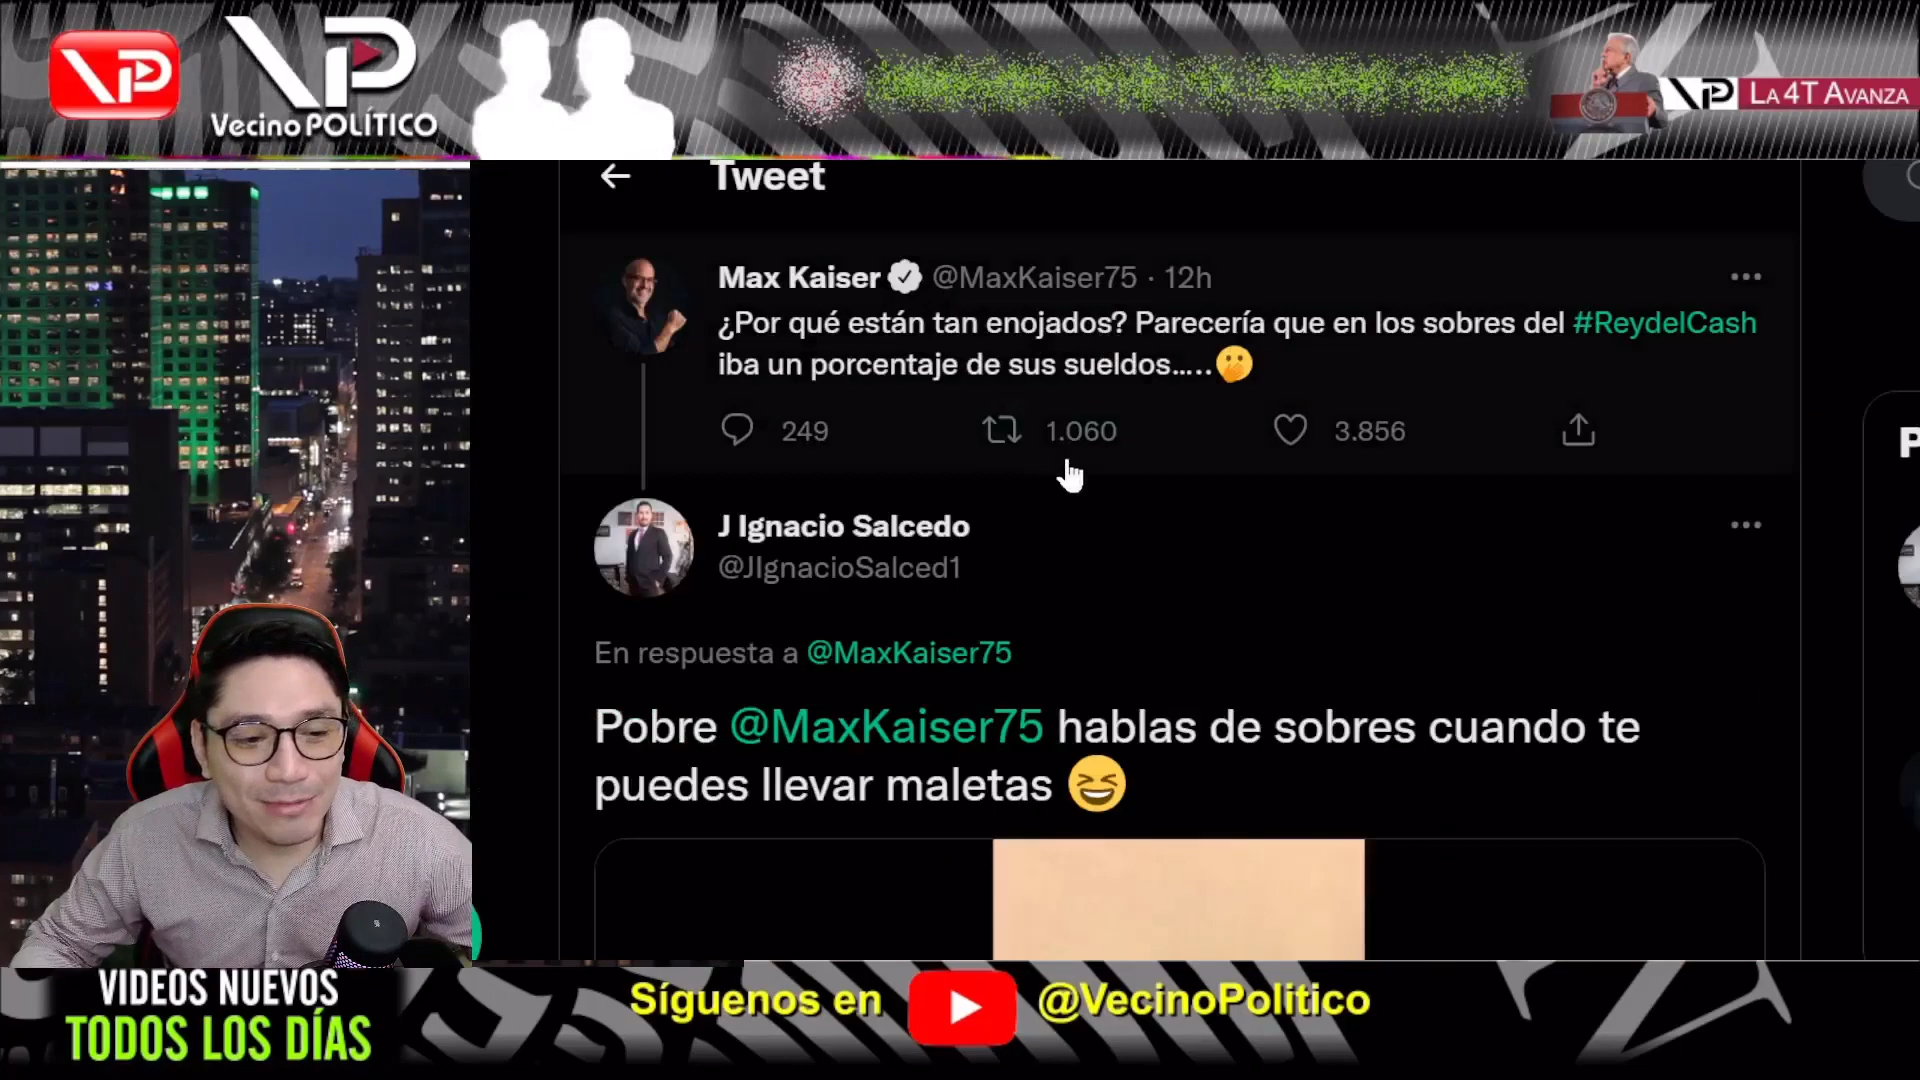 VP
VP
Vecino POLÍTICO
VP LA 4T AVANZA
Tweet
Max Kaiser @MaxKaiser75 · 12h
¿Por qué están tan enojados? Parecería que en los sobres del #ReydelCash
iba un porcentaje de sus sueldos.....🤭
249 1.060 3.856
J Ignacio Salcedo
@JIgnacioSalced1
En respuesta a @MaxKaiser75
Pobre @MaxKaiser75 hablas de sobres cuando te
puedes llevar maletas 😆
P
VIDEOS NUEVOS
TODOS LOS DÍAS
Síguenos en @VecinoPolitico